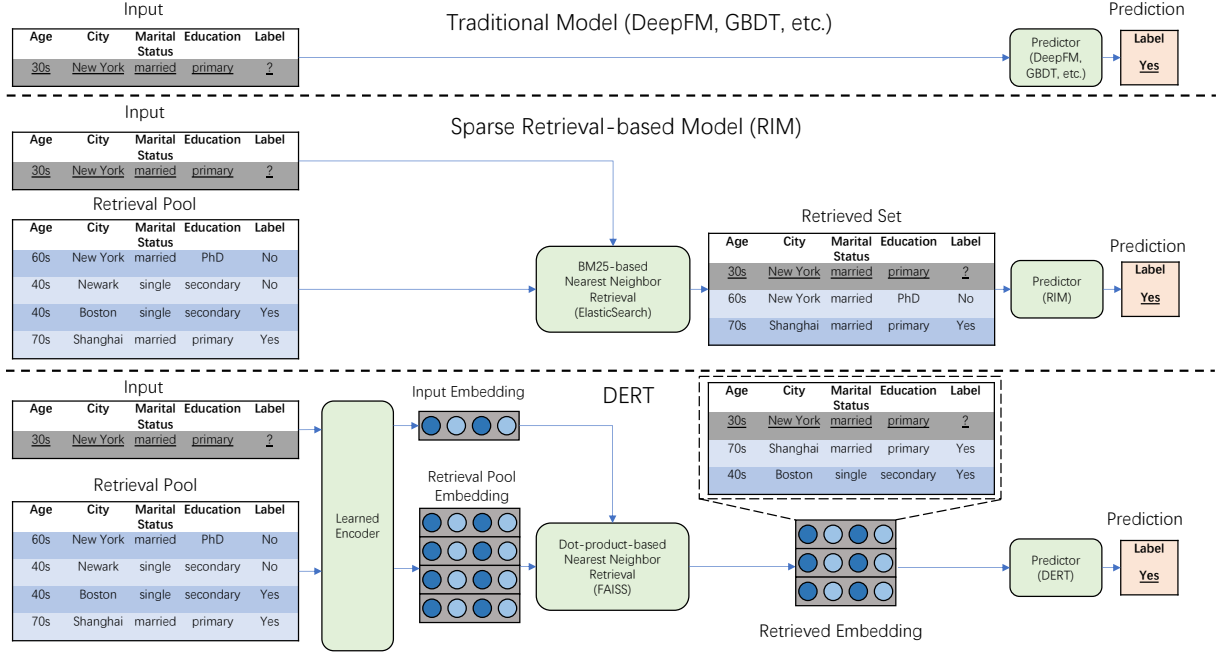 Input
Traditional Model (DeepFM, GBDT, etc.)
Prediction
Age City Marital Status Education Label
30s New York married primary ?
Predictor
(DeepFM,
GBDT, etc.)
Label
Yes
Input
Sparse Retrieval-based Model (RIM)
Age City Marital Status Education Label
30s New York married primary ?
Retrieval Pool
Age City Marital Status Education Label
60s New York married PhD No
40s Newark single secondary No
40s Boston single secondary Yes
70s Shanghai married primary Yes
BM25-based
Nearest Neighbor
Retrieval
(ElasticSearch)
Retrieved Set
Age City Marital Status Education Label
30s New York married primary ?
60s New York married PhD No
70s Shanghai married primary Yes
Predictor
(RIM)
Prediction
Label
Yes
Input
DERT
Age City Marital Status Education Label
30s New York married primary ?
Retrieval Pool
Age City Marital Status Education Label
60s New York married PhD No
40s Newark single secondary No
40s Boston single secondary Yes
70s Shanghai married primary Yes
Learned
Encoder
Input Embedding
Retrieval Pool
Embedding
Dot-product-based
Nearest Neighbor
Retrieval
(FAISS)
Age City Marital Status Education Label
30s New York married primary ?
70s Shanghai married primary Yes
40s Boston single secondary Yes
Retrieved Embedding
Predictor
(DERT)
Prediction
Label
Yes